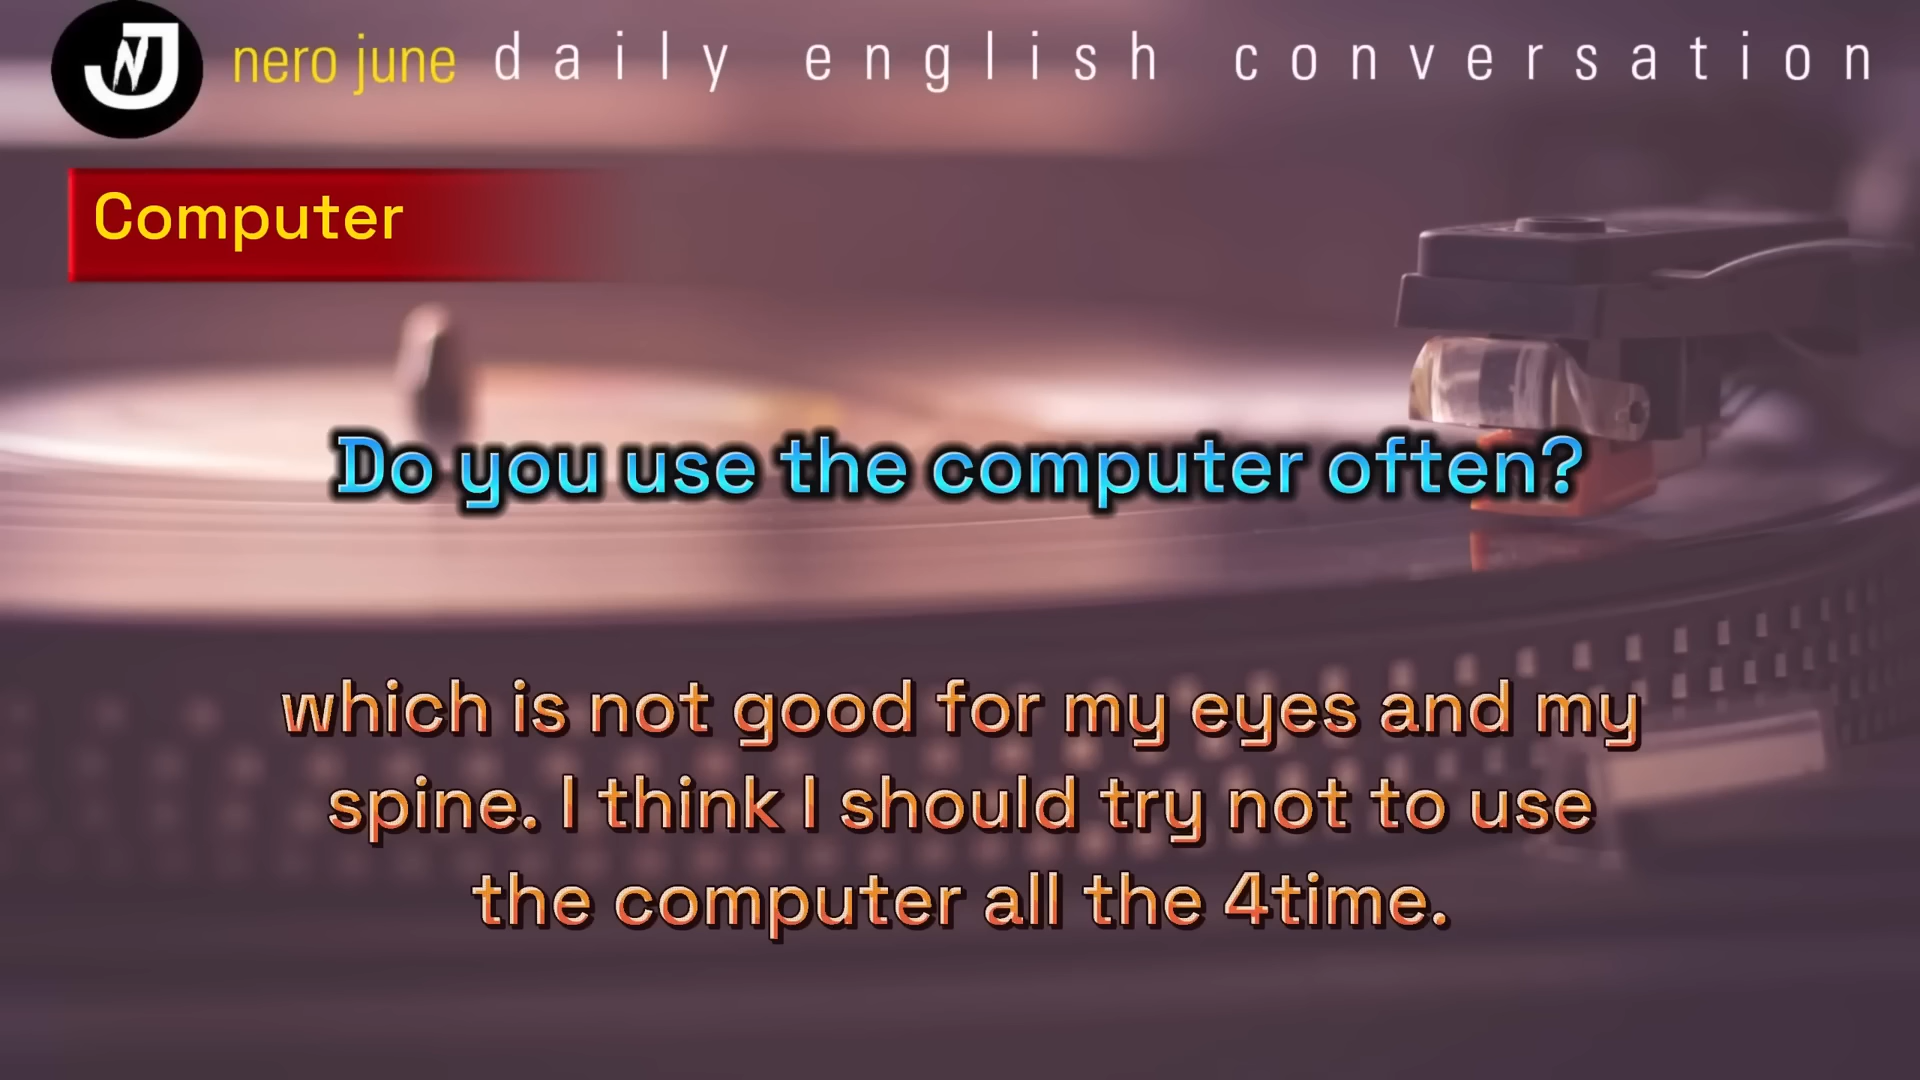 NJ
nero june daily english conversation
Computer
Do you use the computer often?
which is not good for my eyes and my
spine. I think I should try not to use
the computer all the 4time.